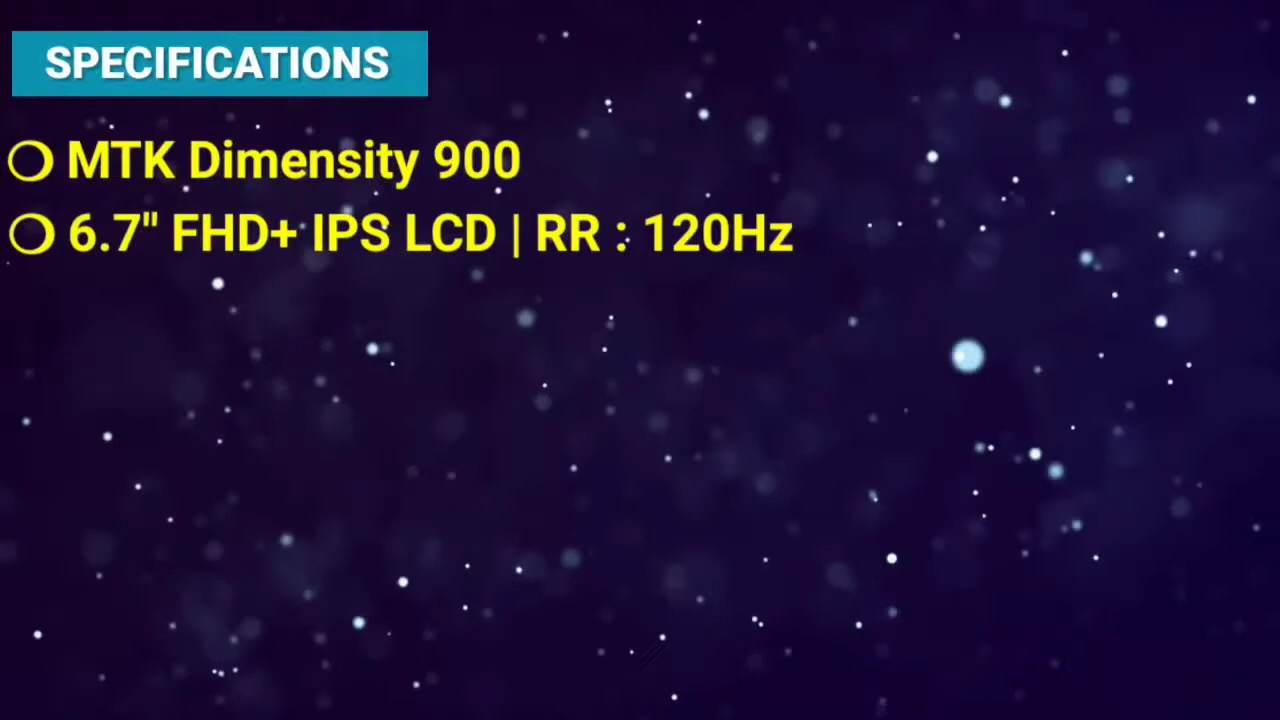 SPECIFICATIONS
MTK Dimensity 900
6.7" FHD+ IPS LCD | RR : 120Hz